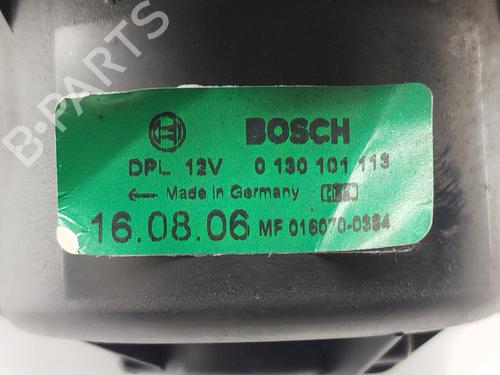 B-PARTS
BOSCH
DPL 12V 0 130 101 113
Made in Germany
16.08.06 MF 016070-0384